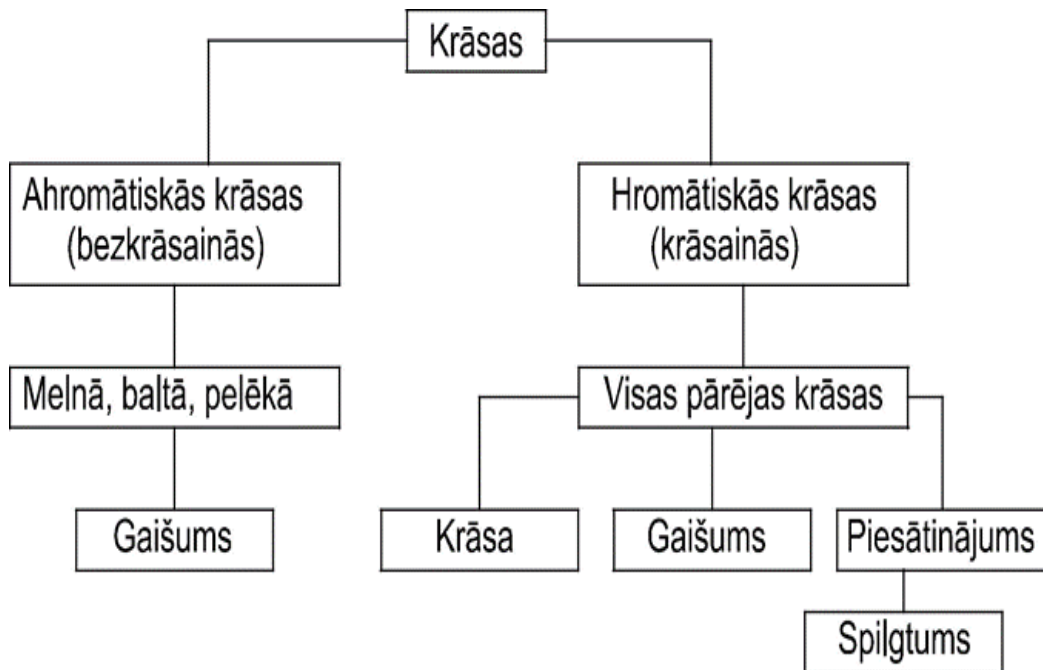 Krāsas
Ahromātiskās krāsas
(bezkrāsainās)
Hromātiskās krāsas
(krāsainās)
Melnā, baltā, pelēkā
Visas pārējas krāsas
Gaišums
Krāsa
Gaišums
Piesātinājums
Spilgtums